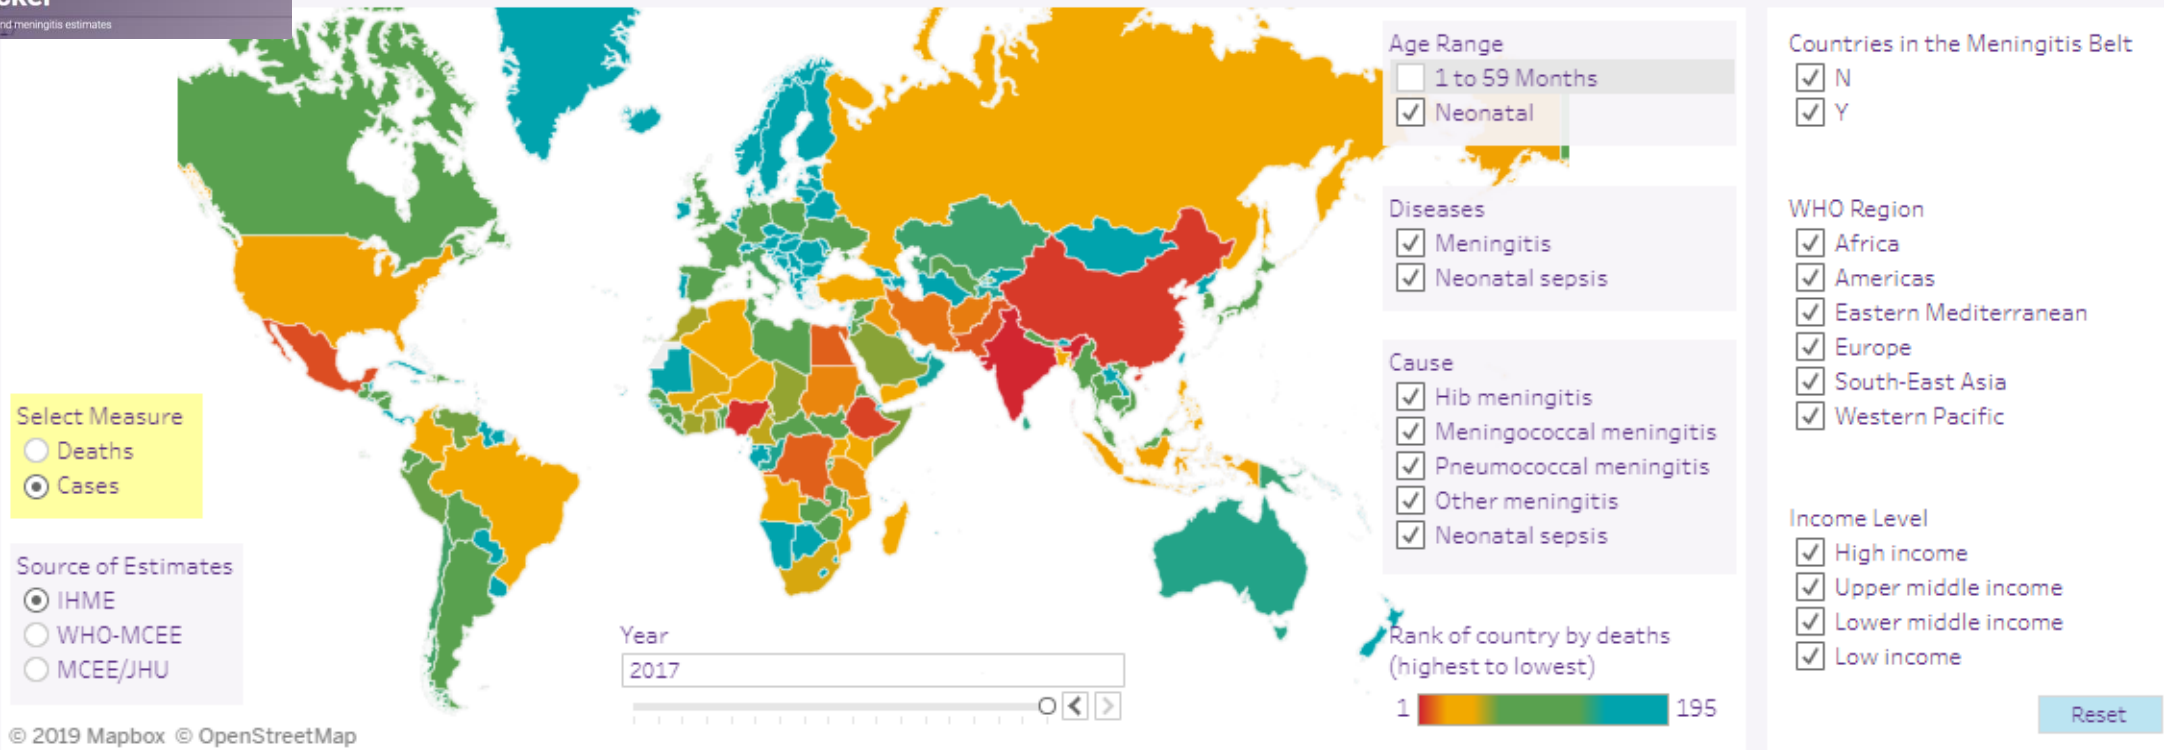 nd meningitis estimates
Age Range
1 to 59 Months
Neonatal
Countries in the Meningitis Belt
N
Y
Diseases
Meningitis
Neonatal sepsis
WHO Region
Africa
Americas
Eastern Mediterranean
Europe
South-East Asia
Western Pacific
Cause
Hib meningitis
Meningococcal meningitis
Pneumococcal meningitis
Other meningitis
Neonatal sepsis
Select Measure
Deaths
Cases
Income Level
High income
Upper middle income
Lower middle income
Low income
Source of Estimates
IHME
WHO-MCEE
MCEE/JHU
Year
2017
Rank of country by deaths
(highest to lowest)
1 195
Reset
© 2019 Mapbox © OpenStreetMap